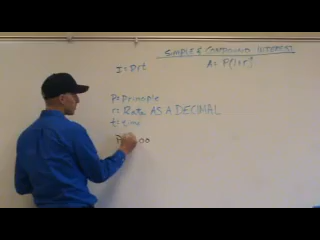 SIMPLE & COMPOUND INTEREST
I=Prt
A= P(1+r)^t
P=Principle
r= Rate AS A DECIMAL
t=time